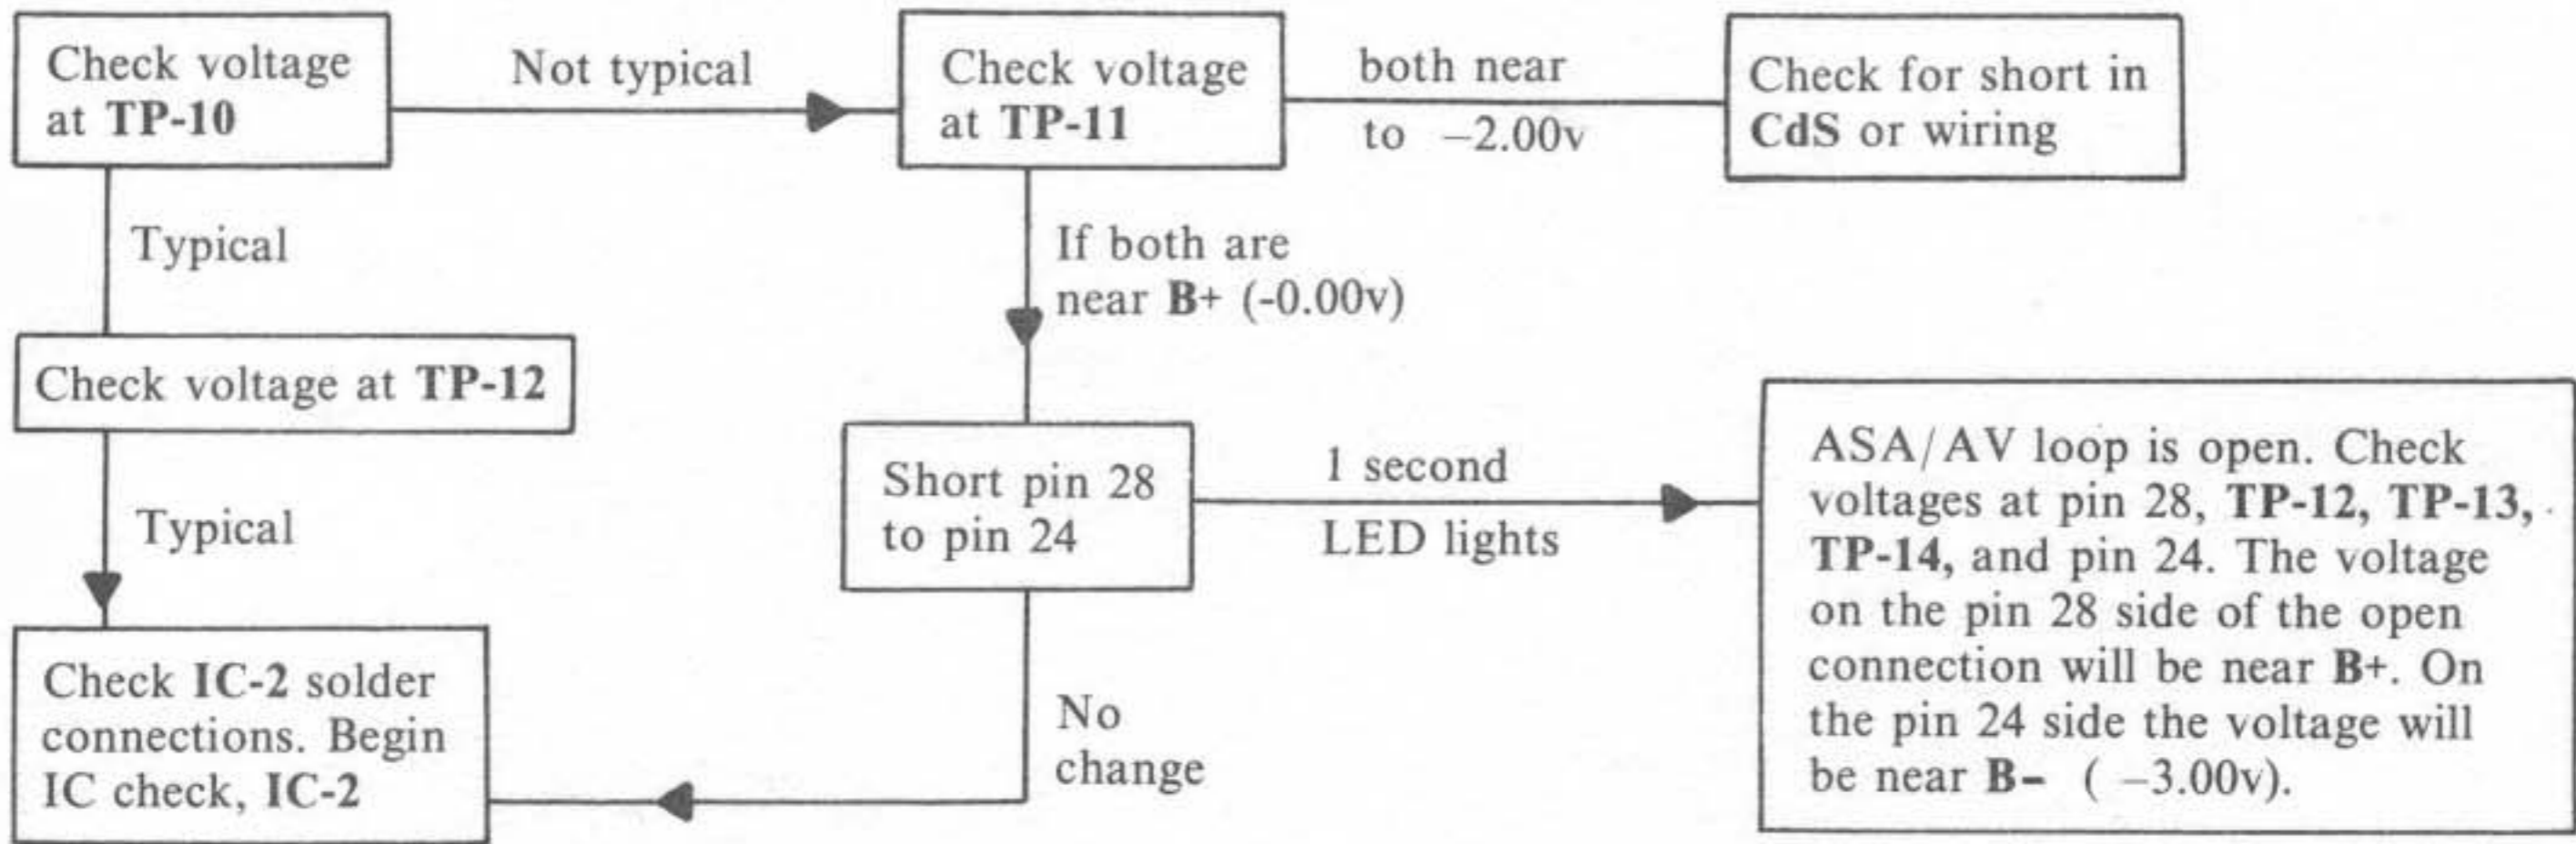 Check voltage
at TP-10
Not typical
Check voltage
at TP-11
both near
to –2.00v
Check for short in
CdS or wiring
Typical
If both are
near B+ (-0.00v)
Check voltage at TP-12
Typical
Short pin 28
to pin 24
1 second
LED lights
ASA/AV loop is open. Check
voltages at pin 28, TP-12, TP-13,
TP-14, and pin 24. The voltage
on the pin 28 side of the open
connection will be near B+. On
the pin 24 side the voltage will
be near B– ( –3.00v).
No
change
Check IC-2 solder
connections. Begin
IC check, IC-2